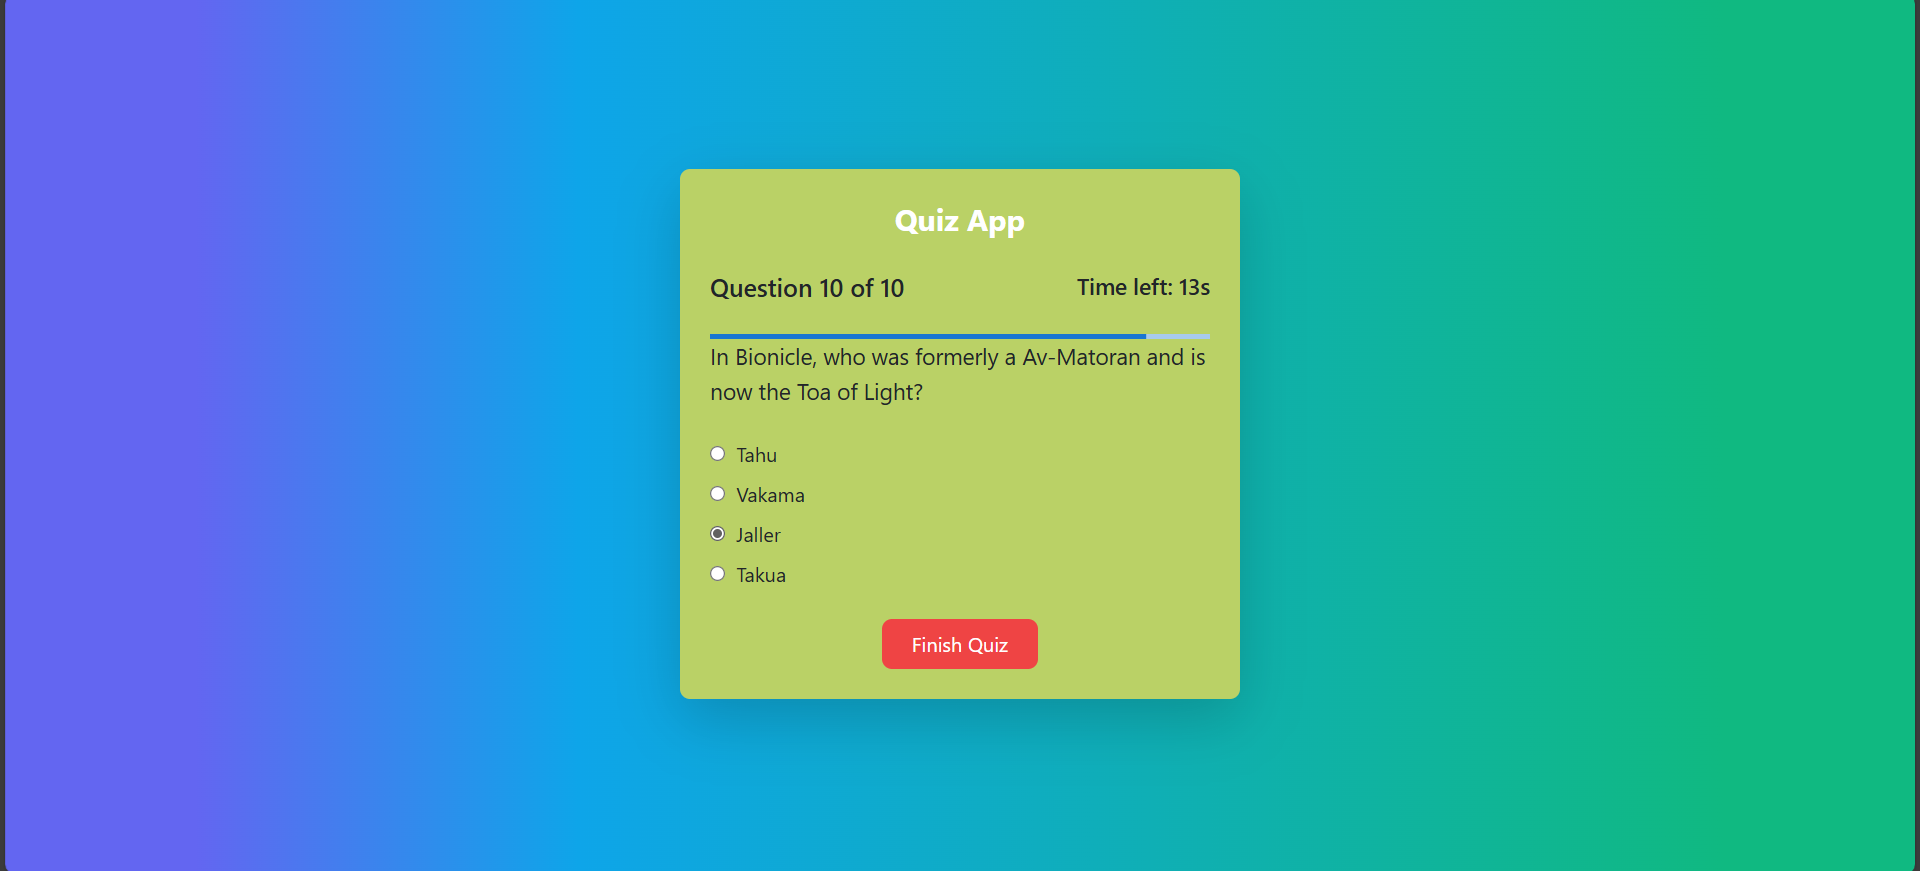 Quiz App
Question 10 of 10
Time left: 13s
In Bionicle, who was formerly a Av-Matoran and is
now the Toa of Light?
Tahu
Vakama
Jaller
Takua
Finish Quiz